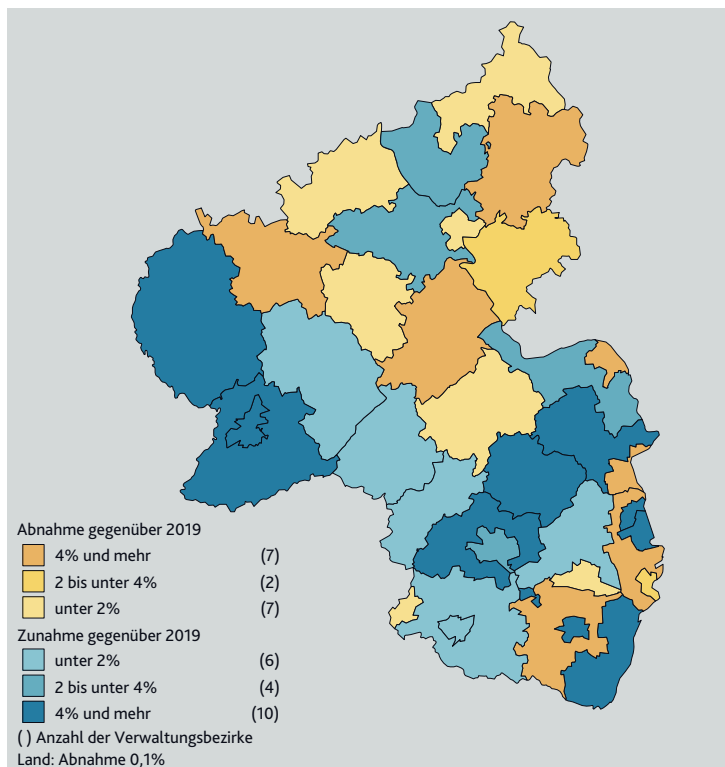 Abnahme gegenüber 2019
4% und mehr (7)
2 bis unter 4% (2)
unter 2% (7)
Zunahme gegenüber 2019
unter 2% (6)
2 bis unter 4% (4)
4% und mehr (10)
( ) Anzahl der Verwaltungsbezirke
Land: Abnahme 0,1%